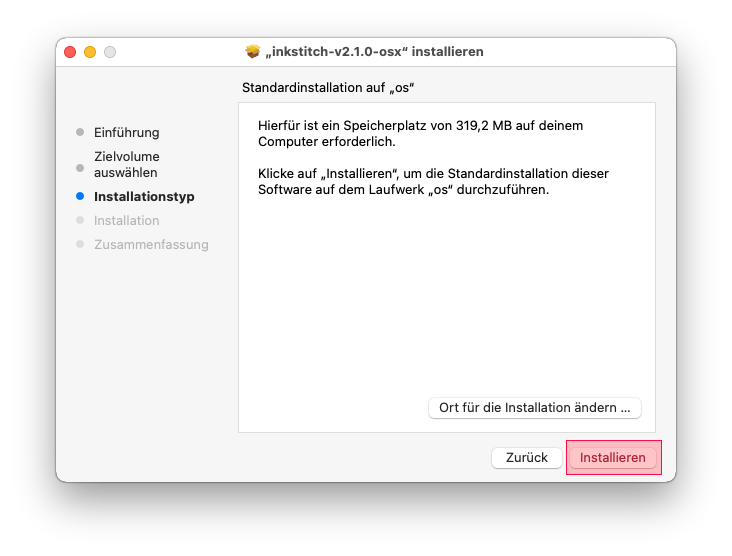 „inkstitch-v2.1.0-osx“ installieren
Standardinstallation auf „os“
Einführung
Zielvolume
auswählen
Installationstyp
Installation
Zusammenfassung
Hierfür ist ein Speicherplatz von 319,2 MB auf deinem
Computer erforderlich.
Klicke auf „Installieren“, um die Standardinstallation dieser
Software auf dem Laufwerk „os“ durchzuführen.
Ort für die Installation ändern ...
Zurück
Installieren